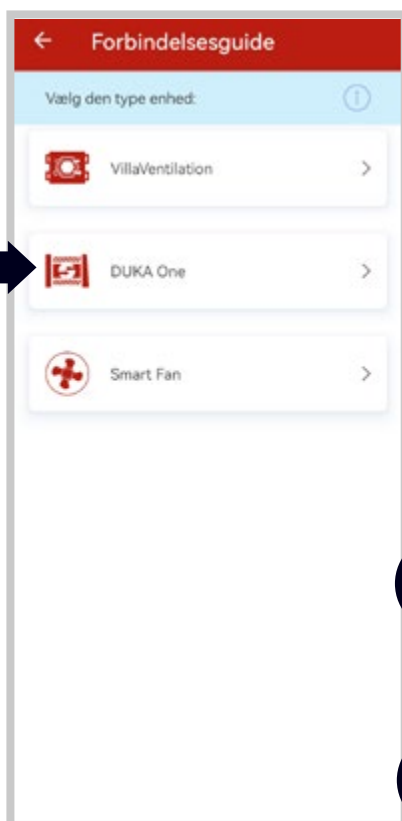 Forbindelsesguide
Vælg den type enhed:
VillaVentilation
DUKA One
Smart Fan